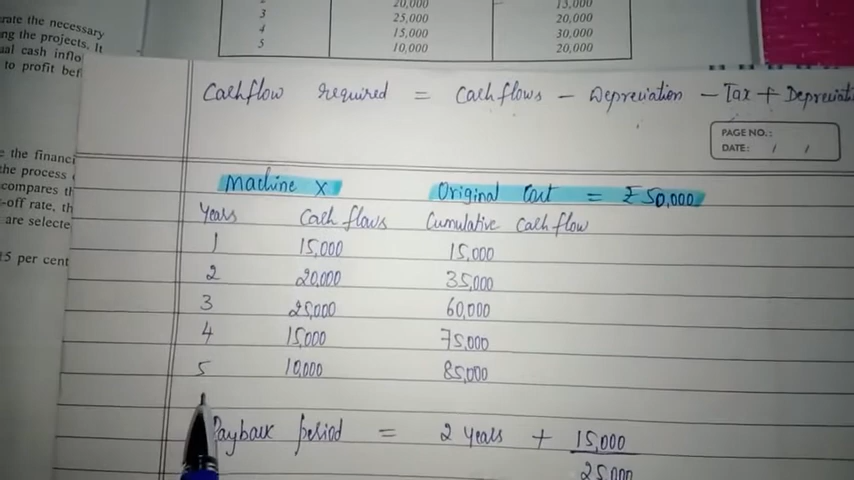 20,000 15,000
3 25,000 20,000
4 15,000 30,000
5 10,000 20,000
rate the necessary
ng the projects. It
ual cash inflo
to profit bef
Cashflow required = Cashflows - Depreciation - Tax + Depreciati
PAGE NO.:
DATE: / /
e the financi
the process
compares th
-off rate, th
are selecte
15 per cent
Machine X Original Cost = ₹50,000
Years Cash flows Cumulative Cash flow
1 15,000 15,000
2 20,000 35,000
3 25,000 60,000
4 15,000 75,000
5 10,000 85,000
Payback period = 2 years + 15,000
25,000